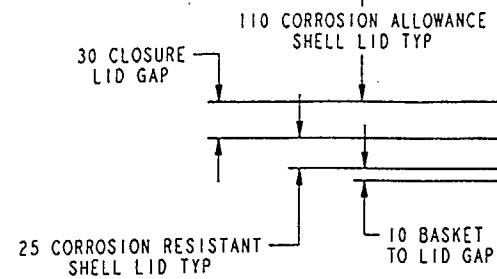 110 CORROSION ALLOWANCE
SHELL LID TYP
30 CLOSURE
LID GAP
25 CORROSION RESISTANT
SHELL LID TYP
10 BASKET
TO LID GAP